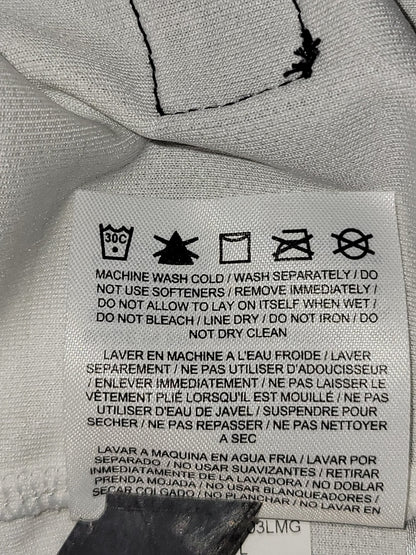 30C
MACHINE WASH COLD / WASH SEPARATELY / DO
NOT USE SOFTENERS / REMOVE IMMEDIATELY /
DO NOT ALLOW TO LAY ON ITSELF WHEN WET /
DO NOT BLEACH / LINE DRY / DO NOT IRON / DO
NOT DRY CLEAN
LAVER EN MACHINE A L'EAU FROIDE / LAVER
SEPAREMENT / NE PAS UTILISER D'ADOUCISSEUR
/ ENLEVER IMMÉDIATEMENT / NE PAS LAISSER LE
VÊTEMENT PLIÉ LORSQU'IL EST MOUILLÉ / NE PAS
UTILISER D'EAU DE JAVEL / SUSPENDRE POUR
SECHER / NE PAS REPASSER / NE PAS NETTOYER
A SEC
LAVAR A MAQUINA EN AGUA FRIA / LAVAR POR
SEPARADO / NO USAR SUAVIZANTES / RETIRAR
INMEDIATAMENTE DE LA LAVADORA / NO DOBLAR
PRENDA MOJADA / NO USAR BLANQUEADORES /
SECAR COLGADO / NO PLANCHAR / NO LAVAR EN
03LMG
L